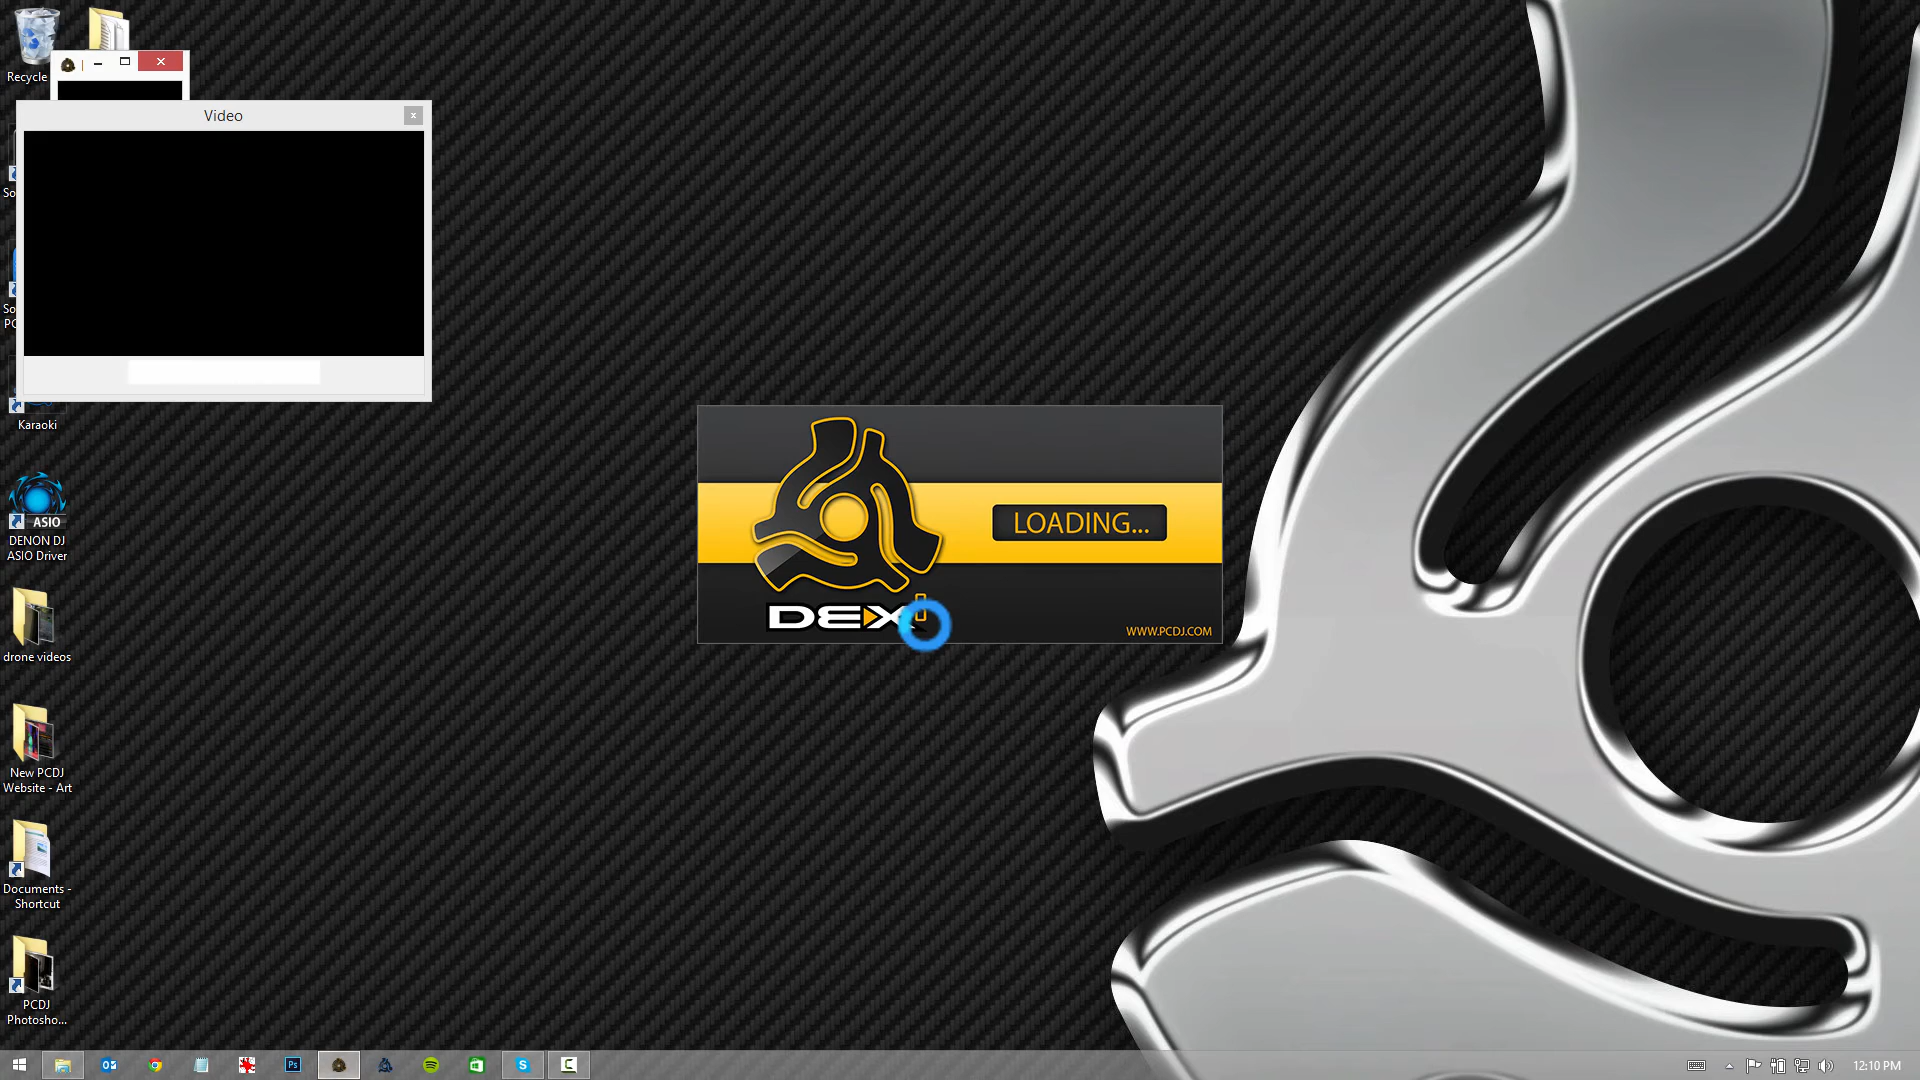 Recycle
Video
x
So
So
PC
Karaoki
ASIO
DENON DJ
ASIO Driver
drone videos
New PCDJ
Website - Art
Documents -
Shortcut
PCDJ
Photosho...
LOADING...
DEX
WWW.PCDJ.COM
Ps
12:10 PM